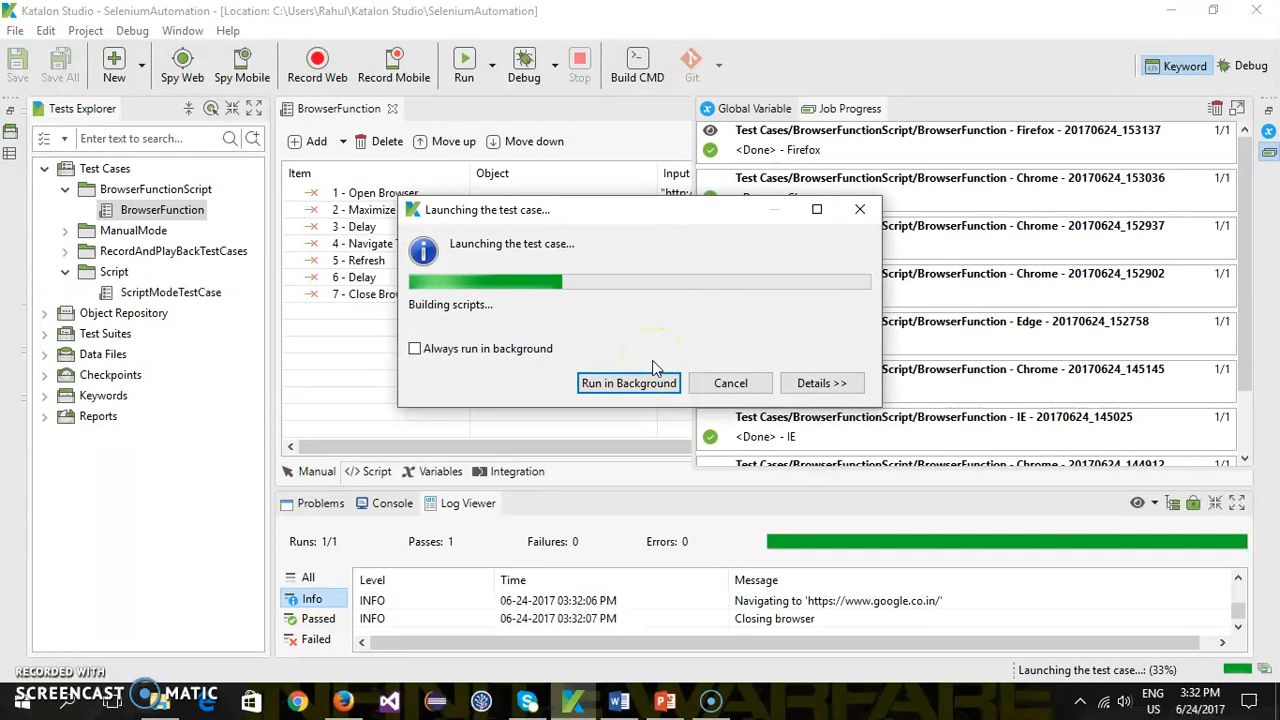 Katalon Studio - SeleniumAutomation - [Location: C:\Users\Rahul\Katalon Studio\SeleniumAutomation]
File Edit Project Debug Window Help
Save Save All New Spy Web Spy Mobile Record Web Record Mobile Run Debug Stop Build CMD Git Keyword Debug
Tests Explorer
Enter text to search...
Test Cases
BrowserFunctionScript
BrowserFunction
ManualMode
RecordAndPlayBackTestCases
Script
ScriptModeTestCase
Object Repository
Test Suites
Data Files
Checkpoints
Keywords
Reports
BrowserFunction
Add Delete Move up Move down
Item Object Input
1 - Open Browser "http:
2 - Maximize
3 - Delay
4 - Navigate
5 - Refresh
6 - Delay
7 - Close Bro
Manual Script Variables Integration
Launching the test case...
Launching the test case...
Building scripts...
Always run in background
Run in Background Cancel Details >>
Global Variable Job Progress
Test Cases/BrowserFunctionScript/BrowserFunction - Firefox - 20170624_153137 1/1
<Done> - Firefox
Test Cases/BrowserFunctionScript/BrowserFunction - Chrome - 20170624_153036 1/1
Script/BrowserFunction - Chrome - 20170624_152937 1/1
Script/BrowserFunction - Chrome - 20170624_152902 1/1
Script/BrowserFunction - Edge - 20170624_152758 1/1
Script/BrowserFunction - Chrome - 20170624_145145 1/1
Test Cases/BrowserFunctionScript/BrowserFunction - IE - 20170624_145025 1/1
<Done> - IE
Test Cases/BrowserFunctionScript/BrowserFunction - Chrome - 20170624_144912 1/1
Problems Console Log Viewer
Runs: 1/1 Passes: 1 Failures: 0 Errors: 0
All
Info
Passed
Failed
Level Time Message
INFO 06-24-2017 03:32:06 PM Navigating to 'https://www.google.co.in/'
INFO 06-24-2017 03:32:07 PM Closing browser
Launching the test case...: (33%)
RECORDED WITH
SCREENCAST MATIC
ENG
US
3:32 PM
6/24/2017